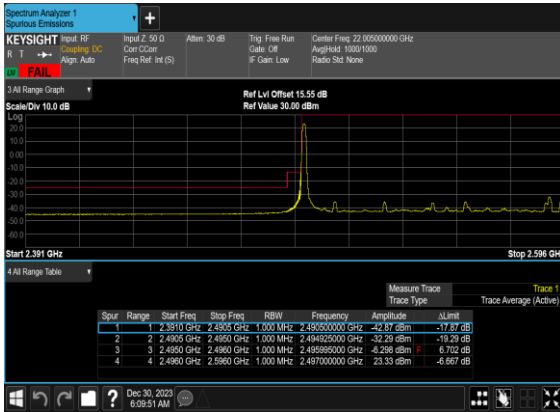 Spectrum Analyzer 1
Spurious Emissions
+
KEYSIGHT Input: RF Input Z: 50 Ω Atten: 30 dB Trig: Free Run Center Freq: 22.005000000 GHz
R T Coupling: DC Corr CCorr Gate: Off Avg|Hold: 1000/1000
Align: Auto Freq Ref: Int (S) IF Gain: Low Radio Std: None
FAIL
3 All Range Graph
Ref Lvl Offset 15.55 dB
Scale/Div 10.0 dB Ref Value 30.00 dBm
Log
20.0
10.0
0.00
-10.0
-20.0
-30.0
-40.0
-50.0
-60.0
Start 2.391 GHz Stop 2.596 GH
4 All Range Table
Measure Trace Trace 1
Trace Type Trace Average (Active)
Spur Range Start Freq Stop Freq RBW Frequency Amplitude ΔLimit
1 1 2.3910 GHz 2.4905 GHz 1.000 MHz 2.490500000 GHz -42.87 dBm -17.87 dB
2 2 2.4905 GHz 2.4950 GHz 1.000 MHz 2.494925000 GHz -32.29 dBm -19.29 dB
3 3 2.4950 GHz 2.4960 GHz 1.000 MHz 2.495995000 GHz -6.298 dBm F 6.702 dB
4 4 2.4960 GHz 2.5960 GHz 1.000 MHz 2.497000000 GHz 23.33 dBm -6.667 dB
? Dec 30, 2023
6:09:51 AM